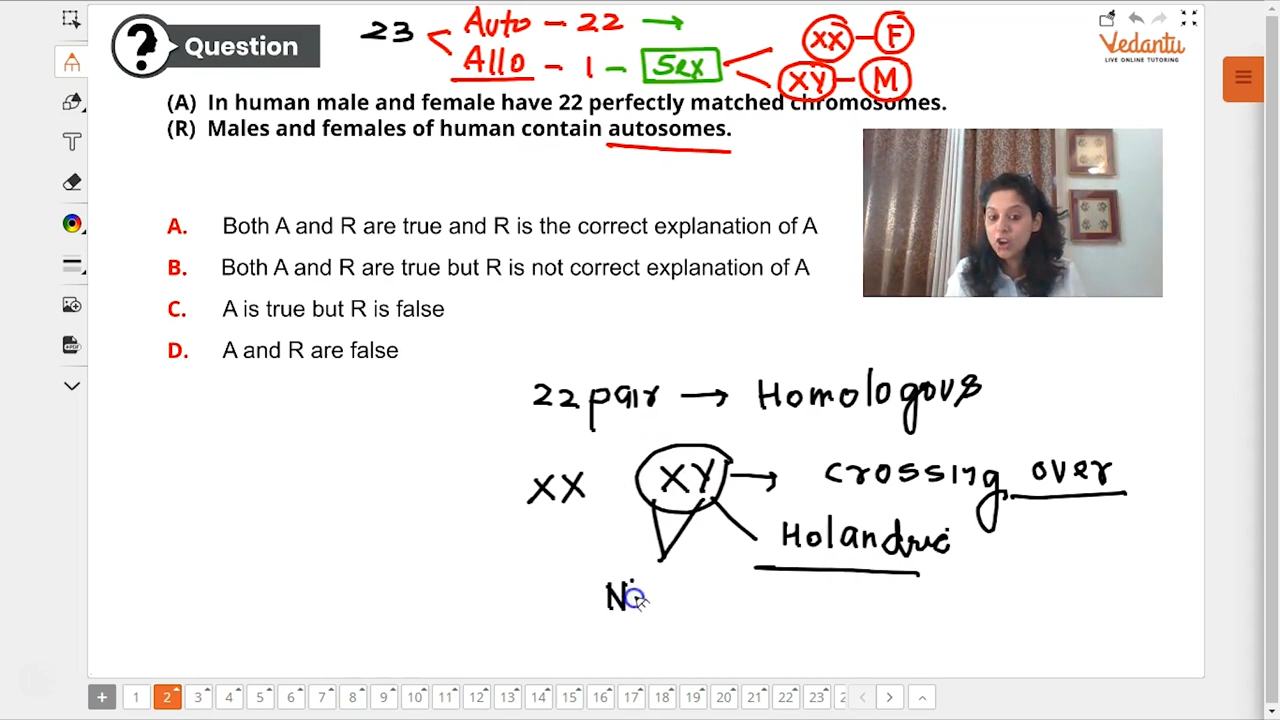 23 Auto - 22 →
Allo - 1 - Sex
XX - F
XY - M
? Question
Vedantu
LIVE ONLINE TUTORING
(A) In human male and female have 22 perfectly matched chromosomes.
(R) Males and females of human contain autosomes.
A. Both A and R are true and R is the correct explanation of A
B. Both A and R are true but R is not correct explanation of A
C. A is true but R is false
D. A and R are false
22 pair → Homologous
XX XY → crossing over
Holandric
N
+ 1 2 3 4 5 6 7 8 9 10 11 12 13 14 15 16 17 18 19 20 21 22 23 2